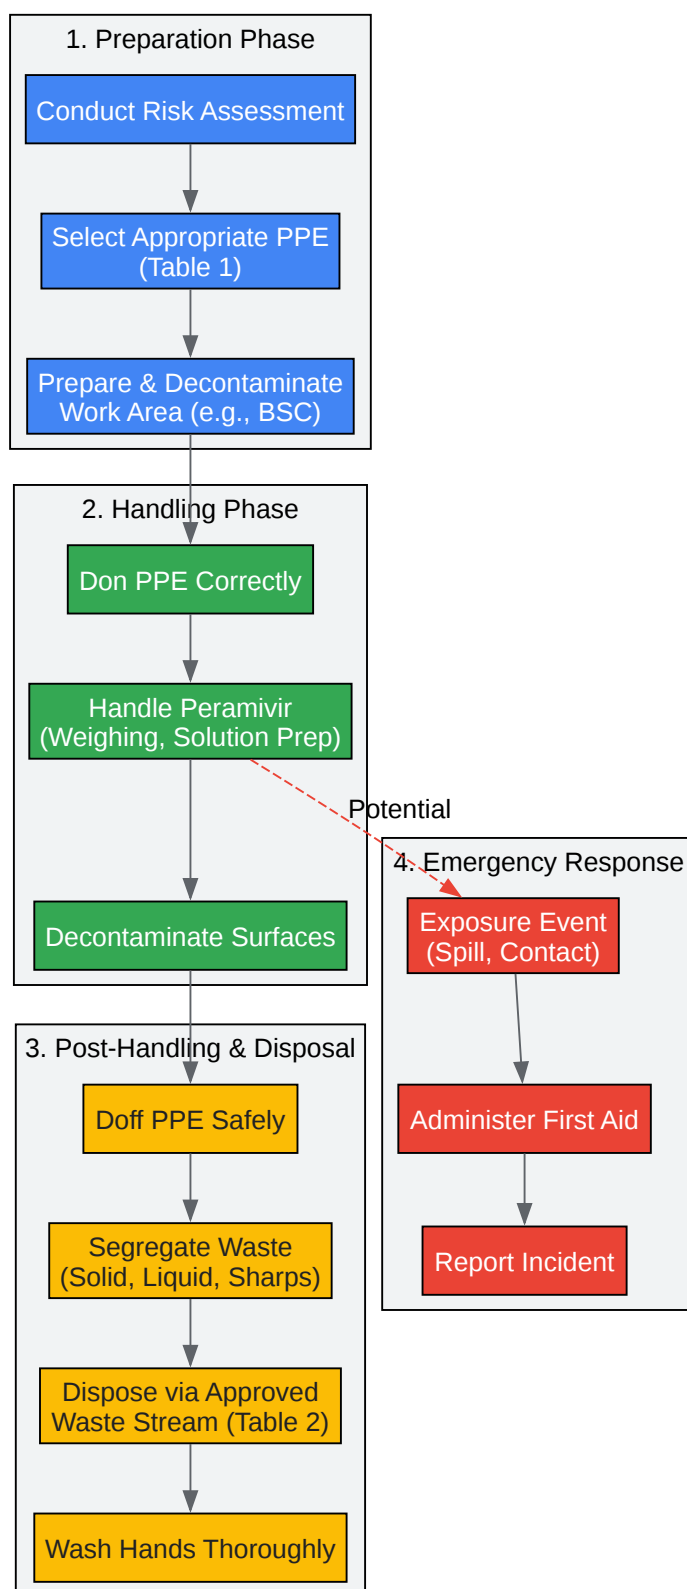 1. Preparation Phase
Conduct Risk Assessment
Select Appropriate PPE
(Table 1)
Prepare & Decontaminate
Work Area (e.g., BSC)
2. Handling Phase
Don PPE Correctly
Handle Peramivir
(Weighing, Solution Prep)
Potential
Decontaminate Surfaces
3. Post-Handling & Disposal
Doff PPE Safely
Segregate Waste
(Solid, Liquid, Sharps)
Dispose via Approved
Waste Stream (Table 2)
Wash Hands Thoroughly
4. Emergency Response
Exposure Event
(Spill, Contact)
Administer First Aid
Report Incident